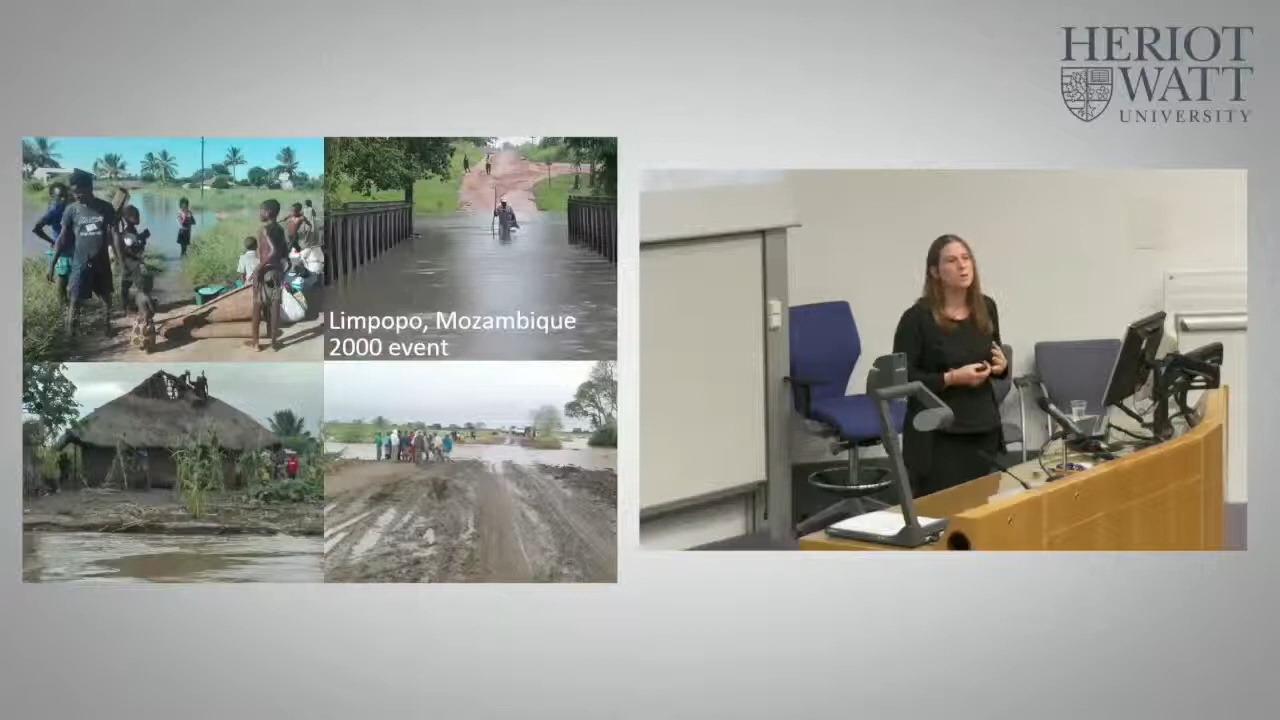 HERIOT
WATT
UNIVERSITY
Limpopo, Mozambique
2000 event